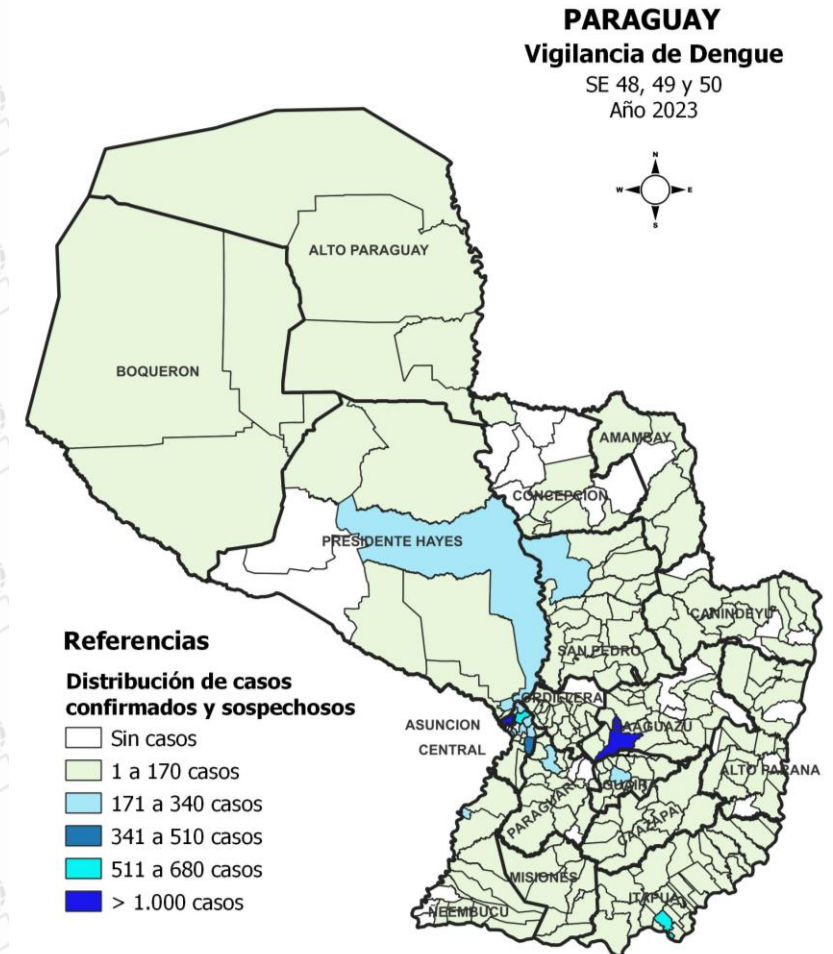 PARAGUAY
Vigilancia de Dengue
SE 48, 49 y 50
Año 2023
N
W E
S
ALTO PARAGUAY
BOQUERON
AMAMBAY
CONCEPCION
PRESIDENTE HAYES
CANINDEYU
SAN PEDRO
CORDILLERA
ASUNCION
CAAGUAZU
CENTRAL
ALTO PARANA
GUAIRA
PARAGUARI
CAAZAPA
MISIONES
ITAPUA
ÑEEMBUCU
Referencias
Distribución de casos
confirmados y sospechosos
Sin casos
1 a 170 casos
171 a 340 casos
341 a 510 casos
511 a 680 casos
> 1.000 casos